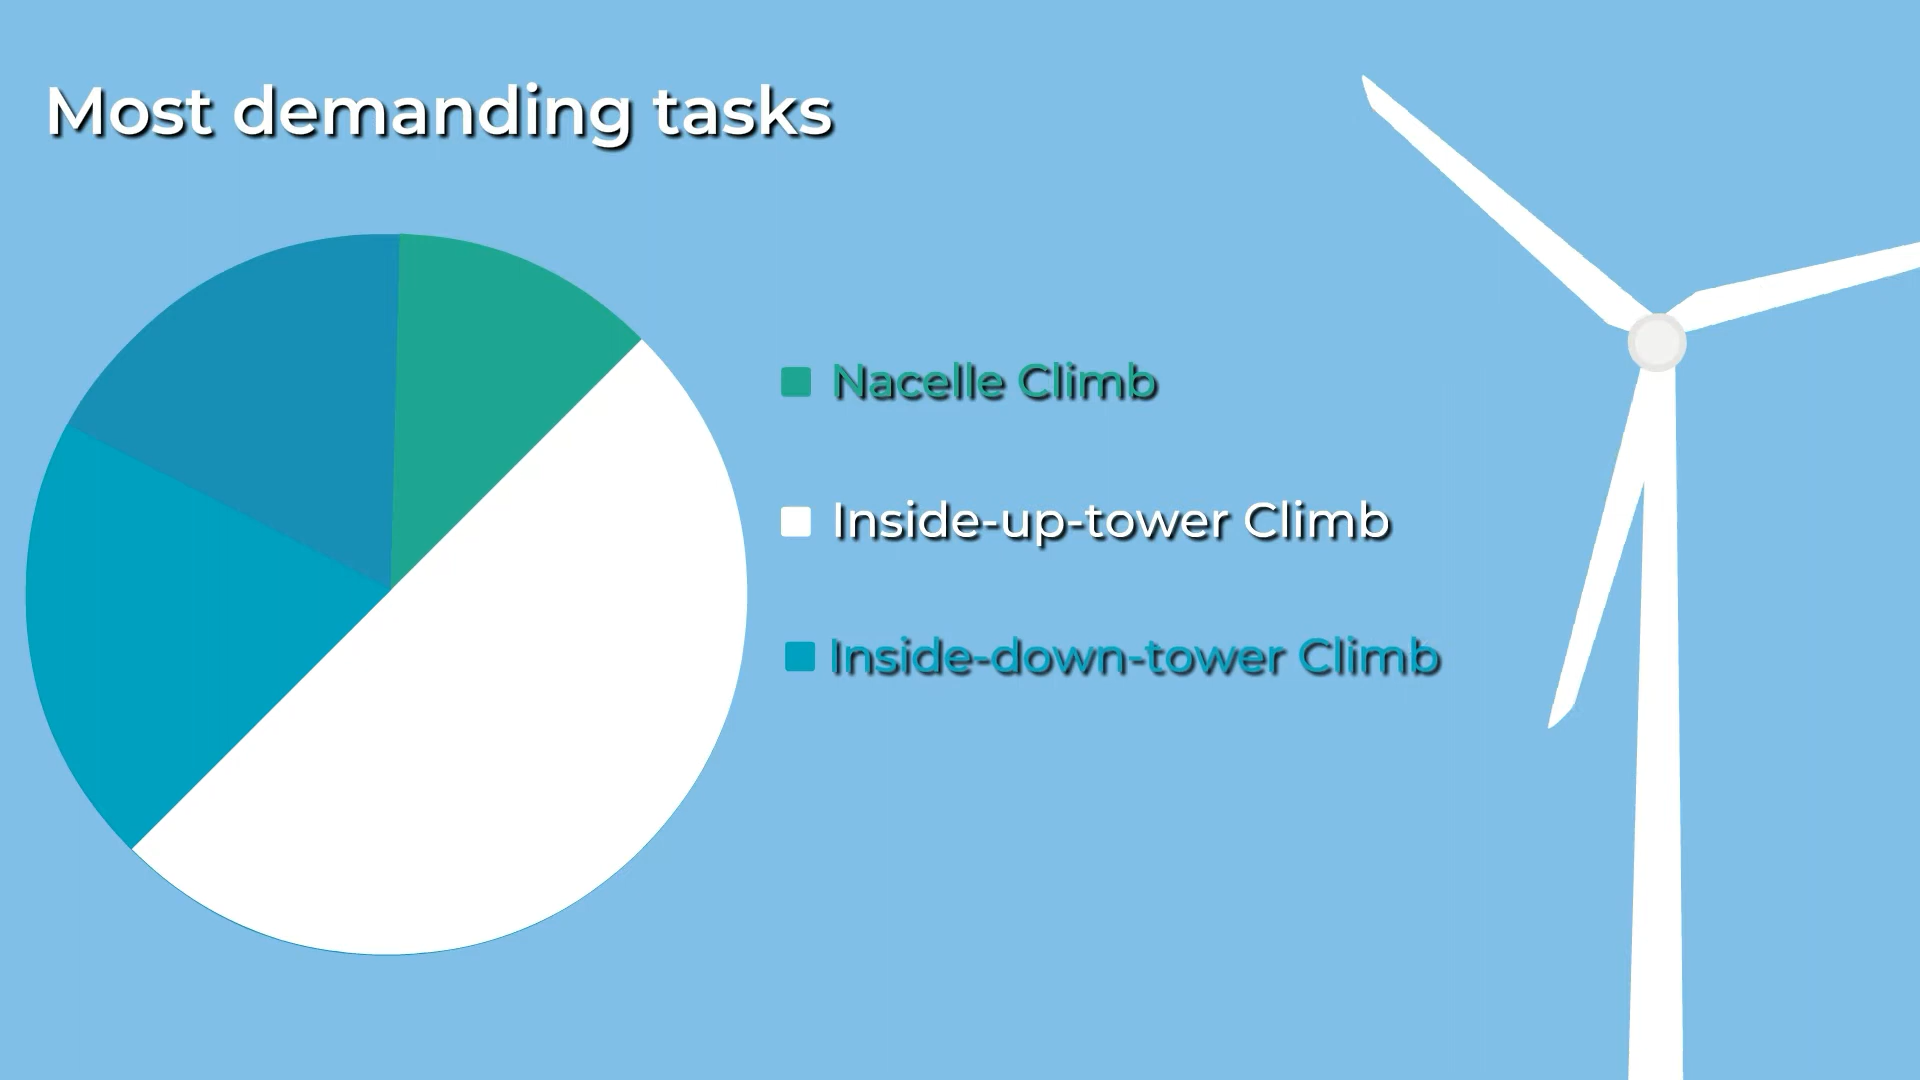 Most demanding tasks
Nacelle Climb
Inside-up-tower Climb
Inside-down-tower Climb